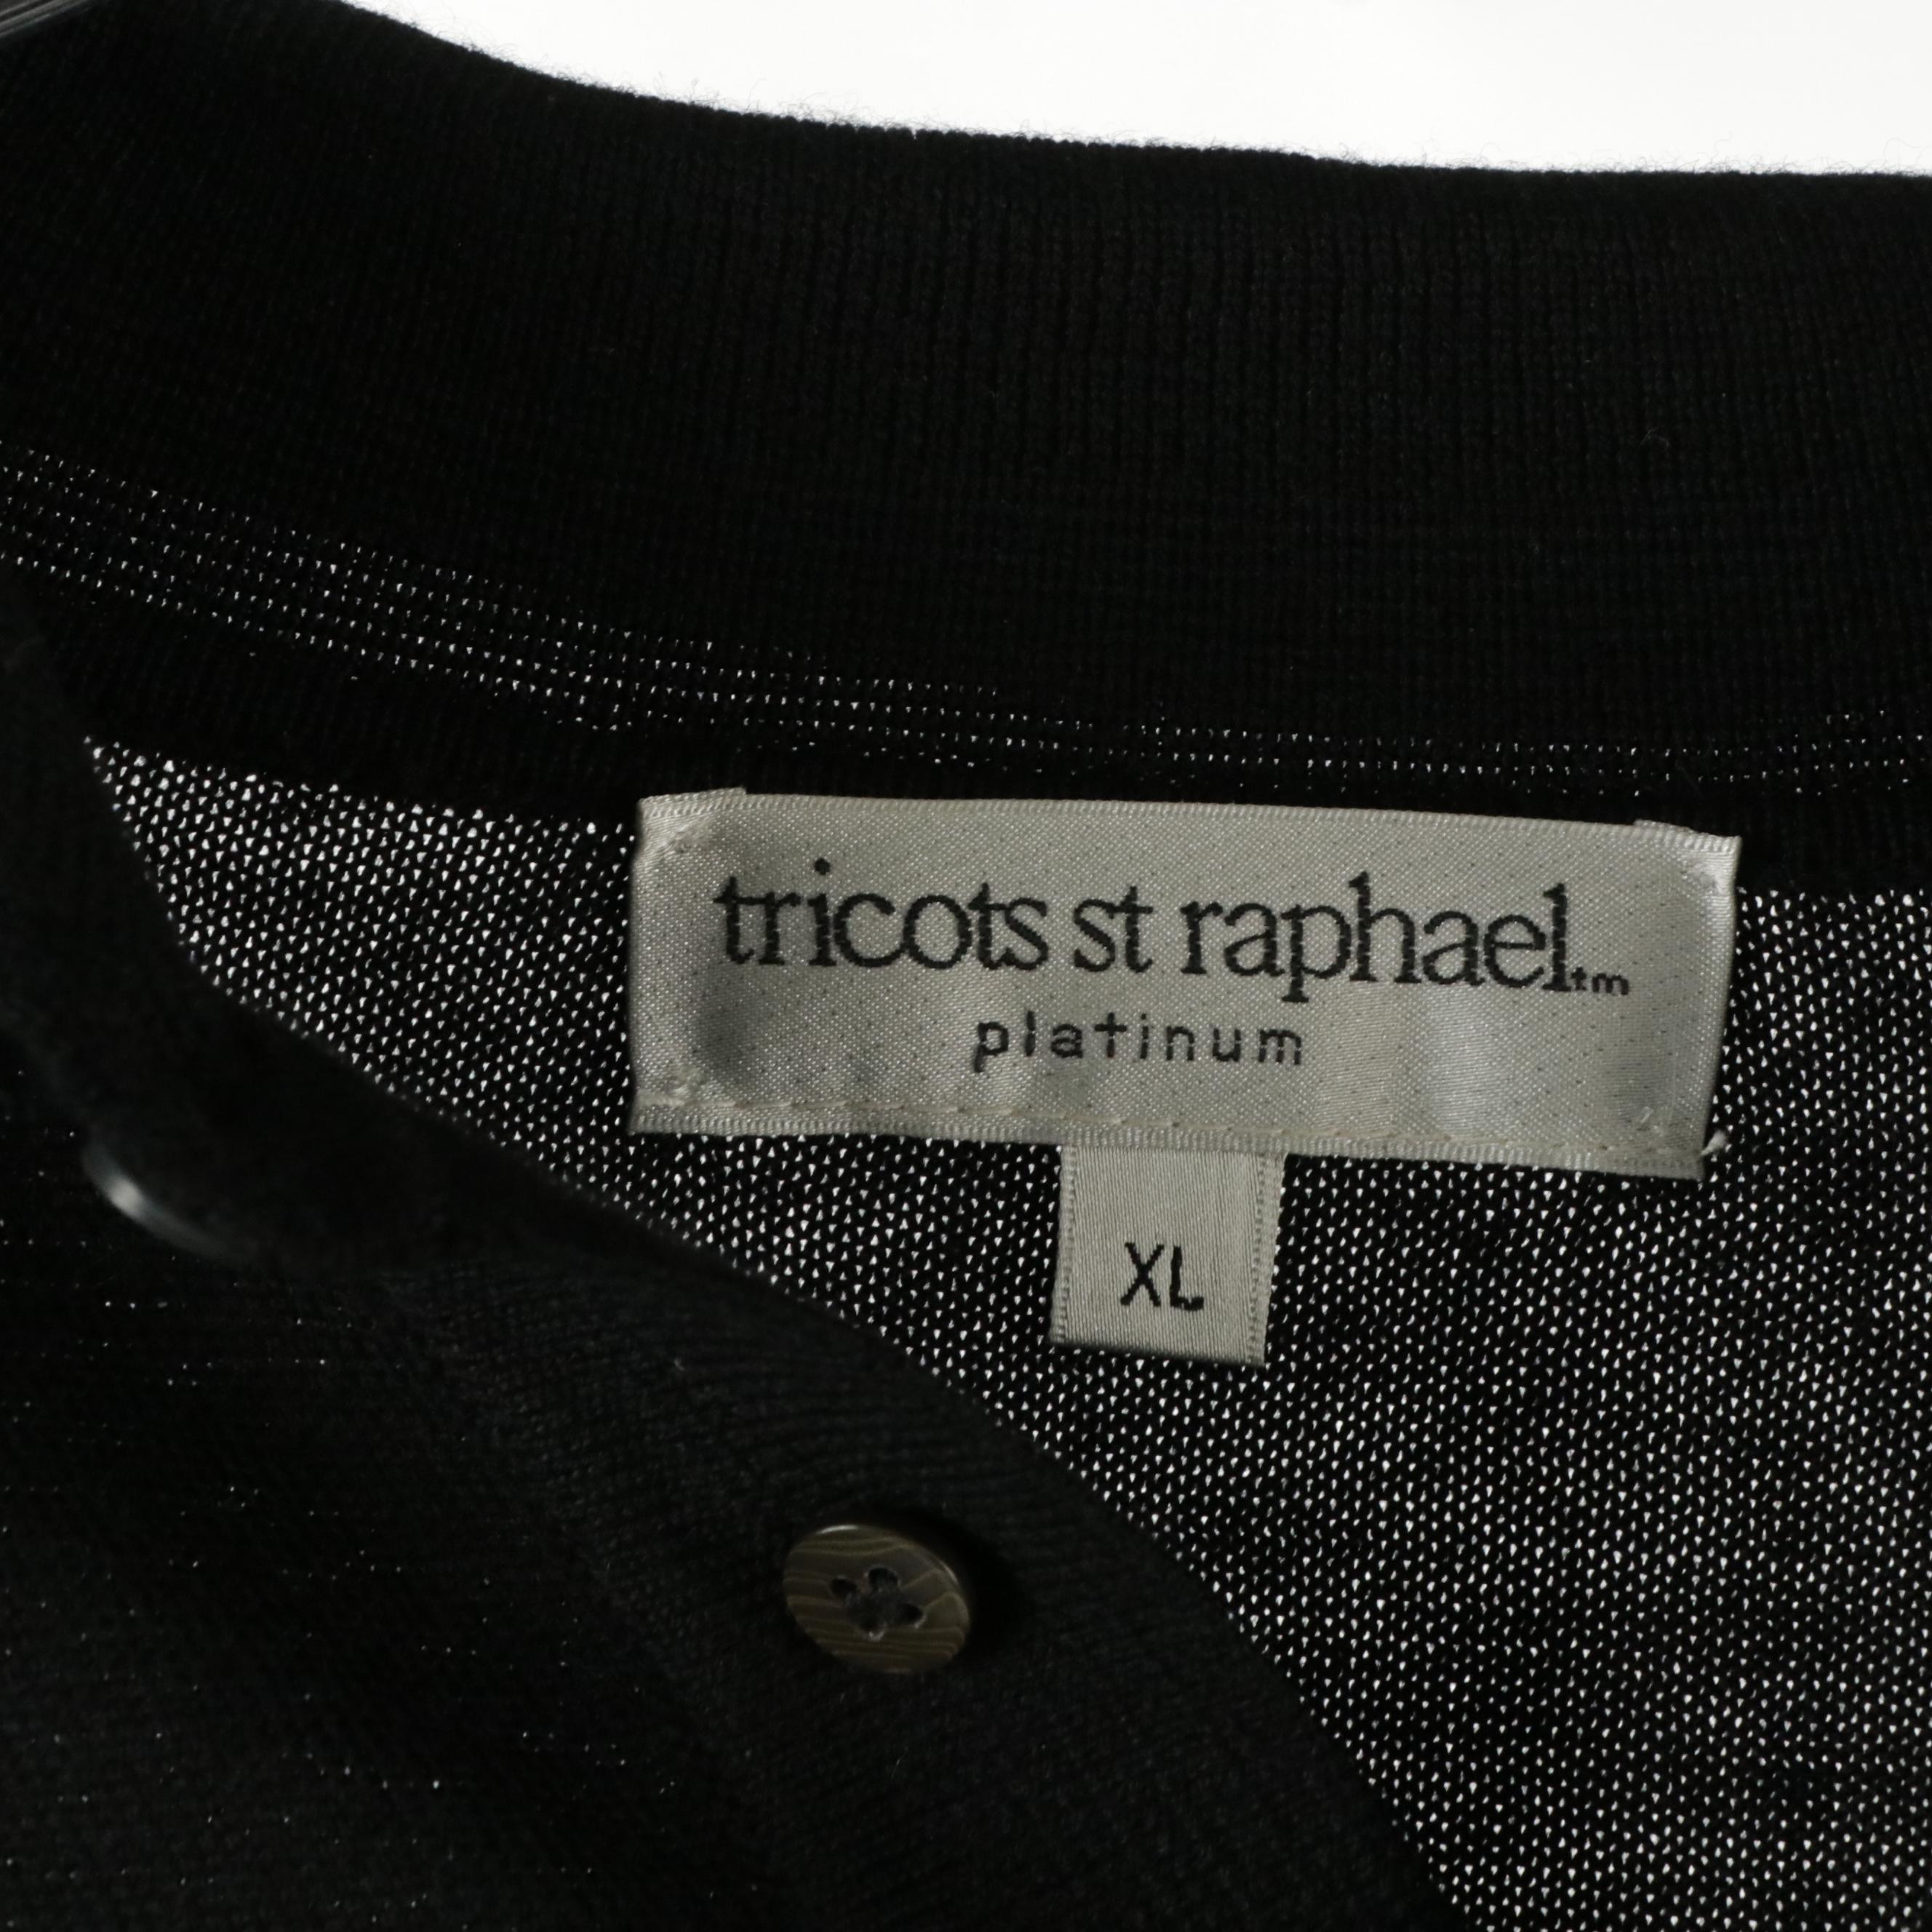 tricots st raphael tm
platinum
XL